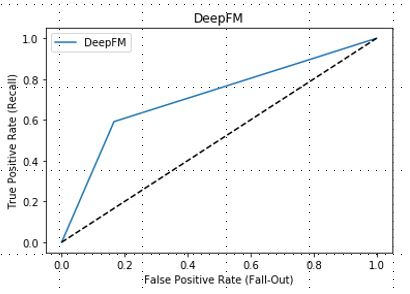 DeepFM
DeepFM
1.0
0.8
0.6
0.4
0.2
0.0
True Positive Rate (Recall)
0.0 0.2 0.4 0.6 0.8 1.0
False Positive Rate (Fall-Out)